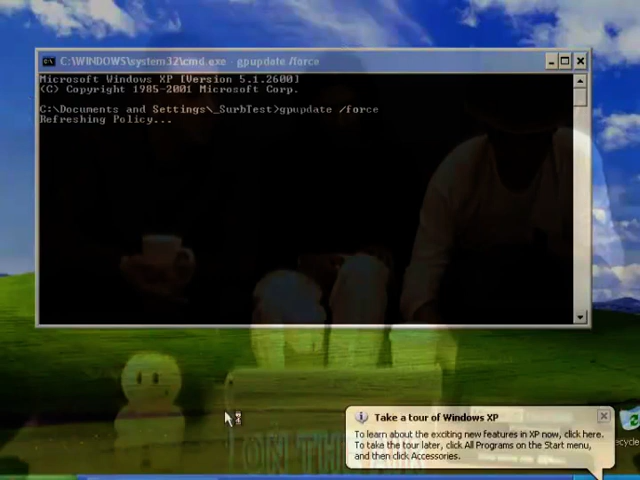 C:\WINDOWS\system32\cmd.exe - gpupdate /force
Microsoft Windows XP [Version 5.1.2600]
(C) Copyright 1985-2001 Microsoft Corp.
C:\Documents and Settings\_SurbTest>gpupdate /force
Refreshing Policy...
Take a tour of Windows XP
To learn about the exciting new features in XP now, click here.
To take the tour later, click All Programs on the Start menu,
and then click Accessories.
ON THE